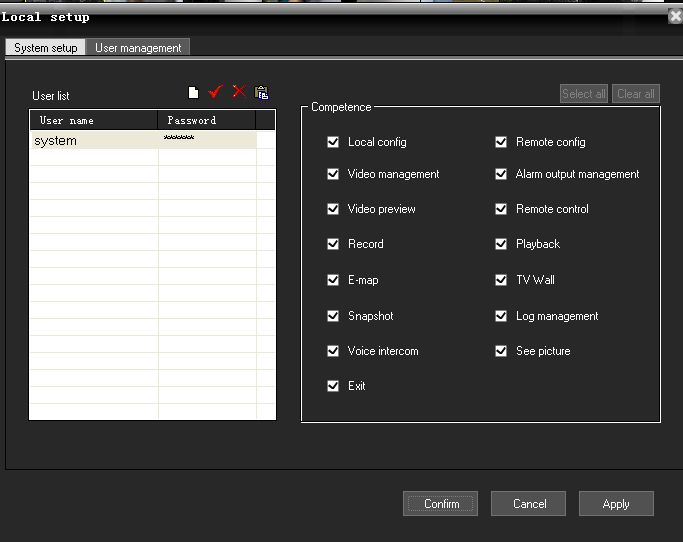 Local setup
System setup User management
User list
Select all Clear all
User name Password
system ******
Competence
Local config Remote config
Video management Alarm output management
Video preview Remote control
Record Playback
E-map TV Wall
Snapshot Log management
Voice intercom See picture
Exit
Confirm Cancel Apply